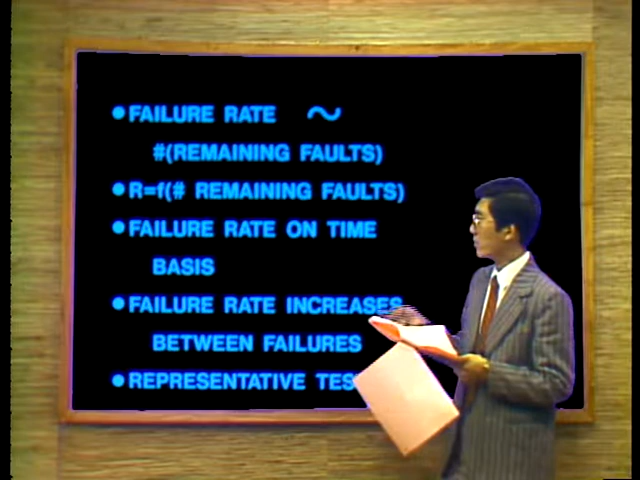 •FAILURE RATE ~
#(REMAINING FAULTS)
•R=f(# REMAINING FAULTS)
•FAILURE RATE ON TIME
BASIS
•FAILURE RATE INCREASES
BETWEEN FAILURES
•REPRESENTATIVE